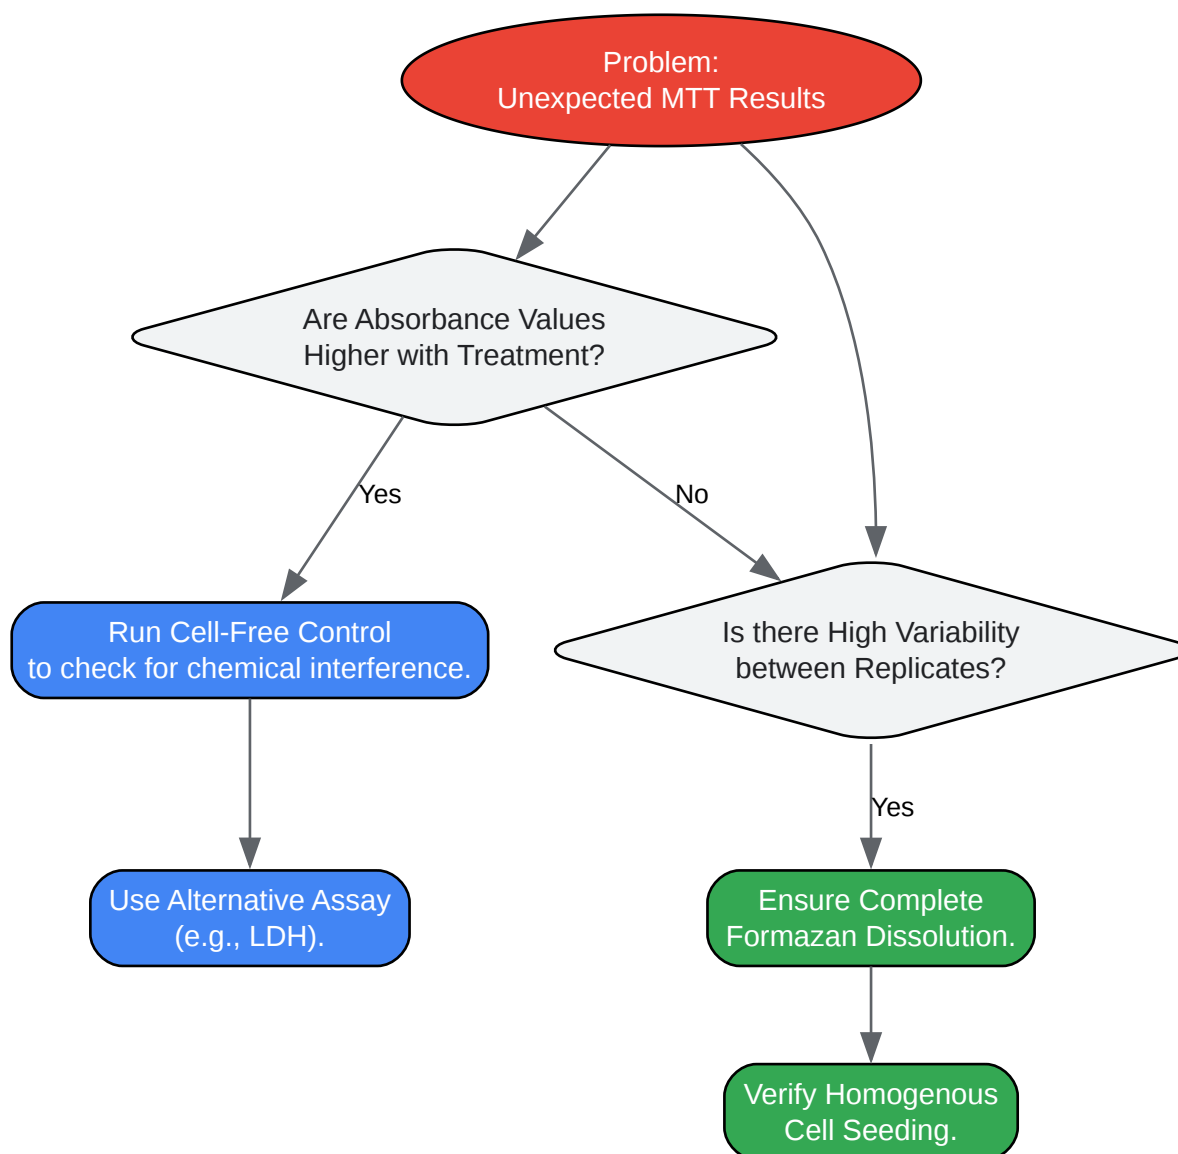 Problem:
Unexpected MTT Results
Are Absorbance Values
Higher with Treatment?
Yes
No
Run Cell-Free Control
to check for chemical interference.
Is there High Variability
between Replicates?
Yes
Use Alternative Assay
(e.g., LDH).
Ensure Complete
Formazan Dissolution.
Verify Homogenous
Cell Seeding.